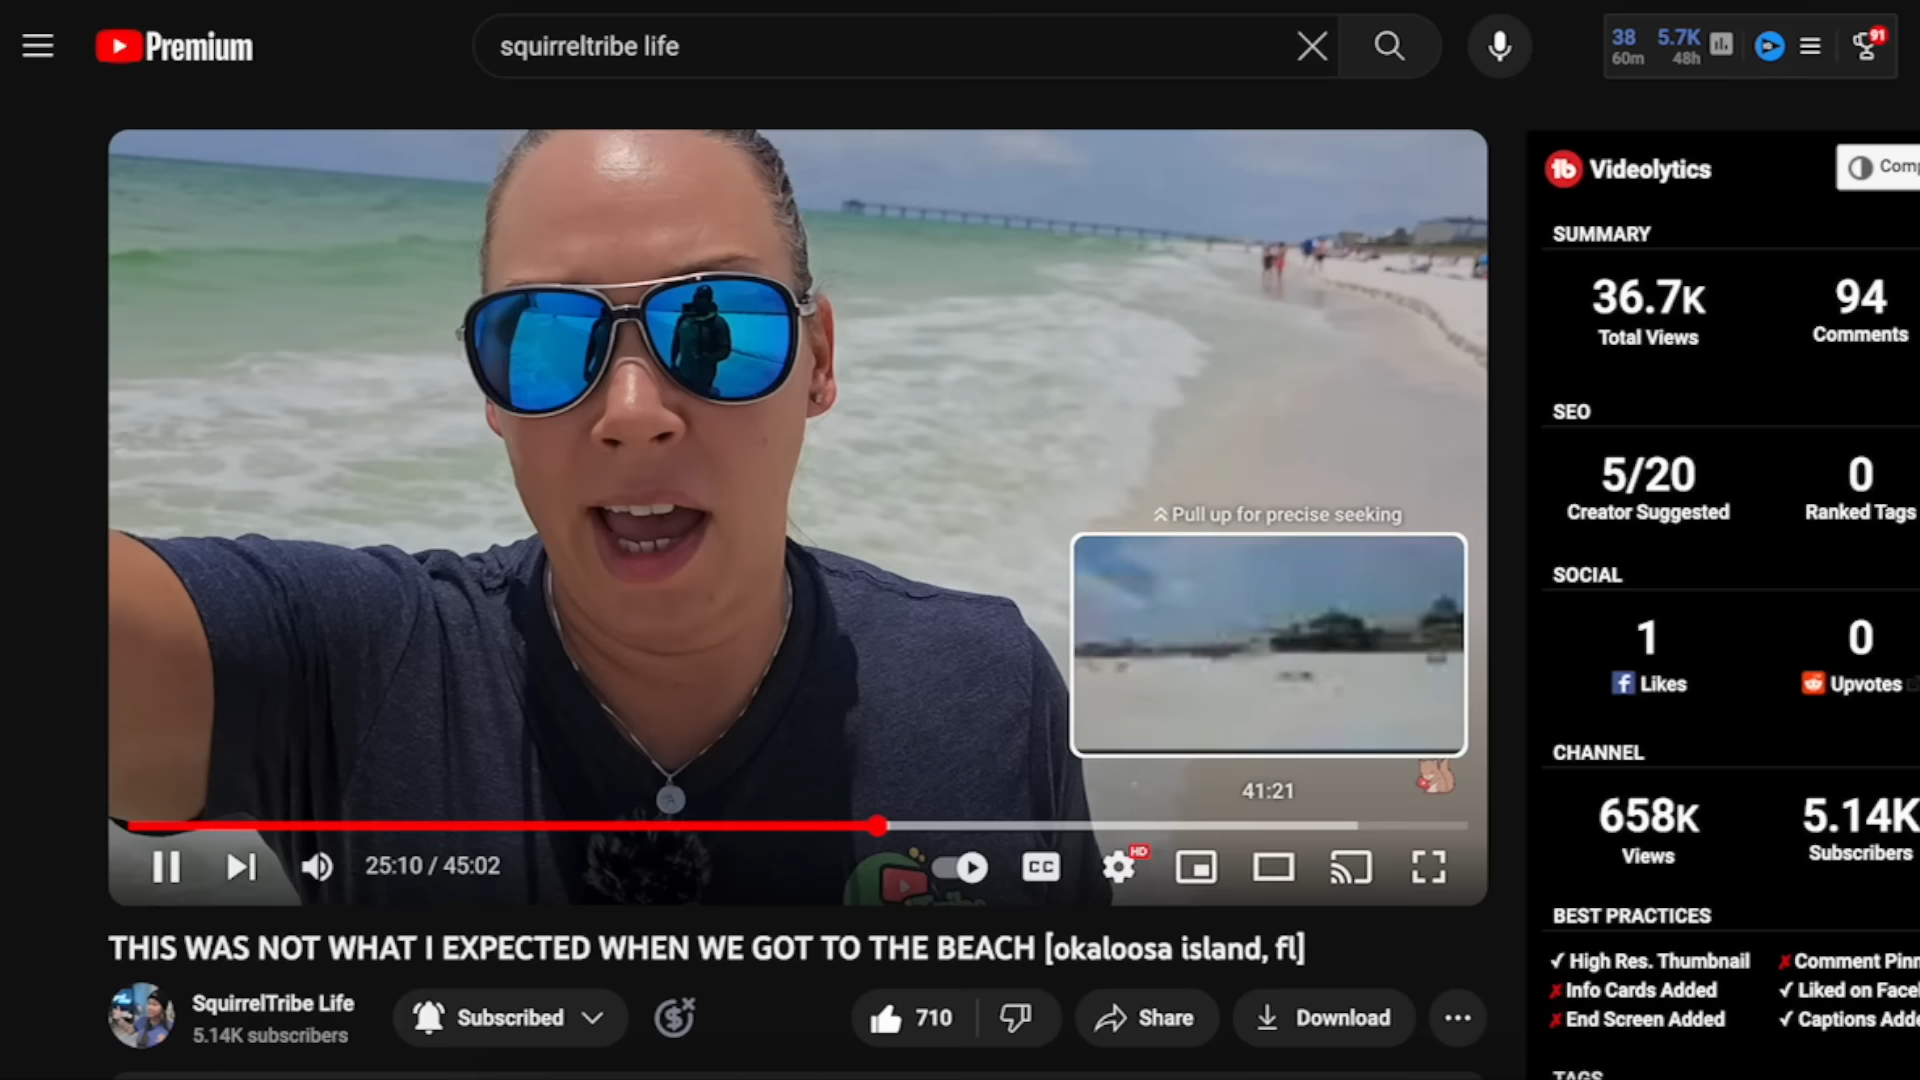 Premium
squirreltribe life
38 5.7K
60m 48h
91
Videolytics
Comp
SUMMARY
36.7K 94
Total Views Comments
SEO
5/20 0
Creator Suggested Ranked Tags
SOCIAL
1 0
f Likes Upvotes
CHANNEL
658K 5.14K
Views Subscribers
BEST PRACTICES
✓ High Res. Thumbnail ✗ Comment Pinn
✗ Info Cards Added ✓ Liked on Face
✗ End Screen Added ✓ Captions Adde
TAGS
Pull up for precise seeking
41:21
25:10 / 45:02
CC
HD
THIS WAS NOT WHAT I EXPECTED WHEN WE GOT TO THE BEACH [okaloosa island, fl]
SquirrelTribe Life
5.14K subscribers
Subscribed
710
Share
Download